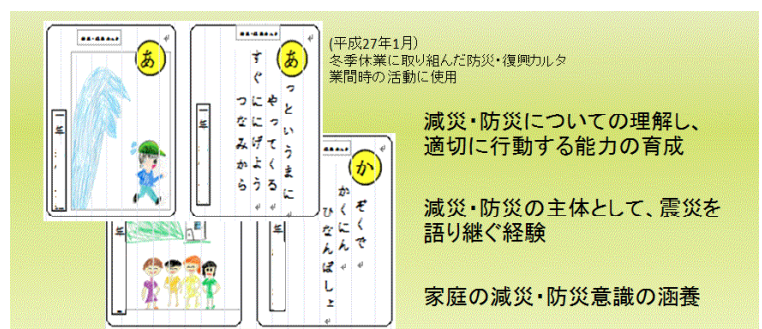 あ
一年
あ
っというまに
やってくる
すぐににげよう
つなみから
一年
(平成27年1月)
冬季休業に取り組んだ防災・復興カルタ
業間時の活動に使用
か
ぞくで
かくにん
ひなんばしょ
減災・防災についての理解し、
適切に行動する能力の育成
減災・防災の主体として、震災を
語り継ぐ経験
家庭の減災・防災意識の涵養